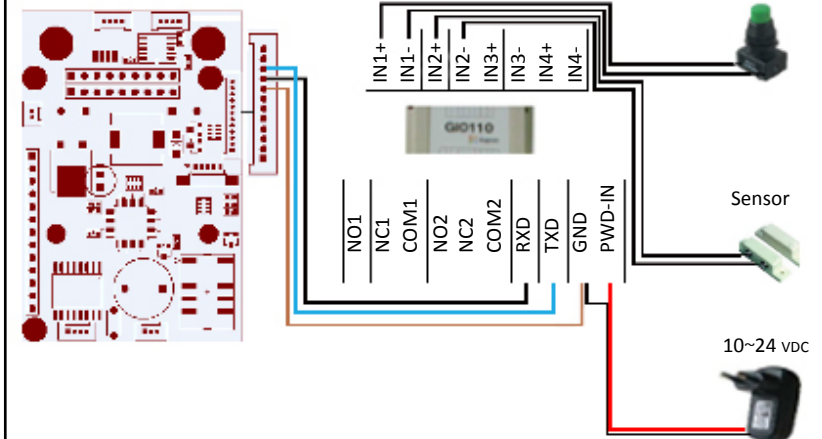 IN1+
IN1-
IN2+
IN2-
IN3+
IN3-
IN4+
IN4-
GIO110
Sensor
NO1
NC1
COM1
NO2
NC2
COM2
RXD
TXD
GND
PWD-IN
10~24 VDC